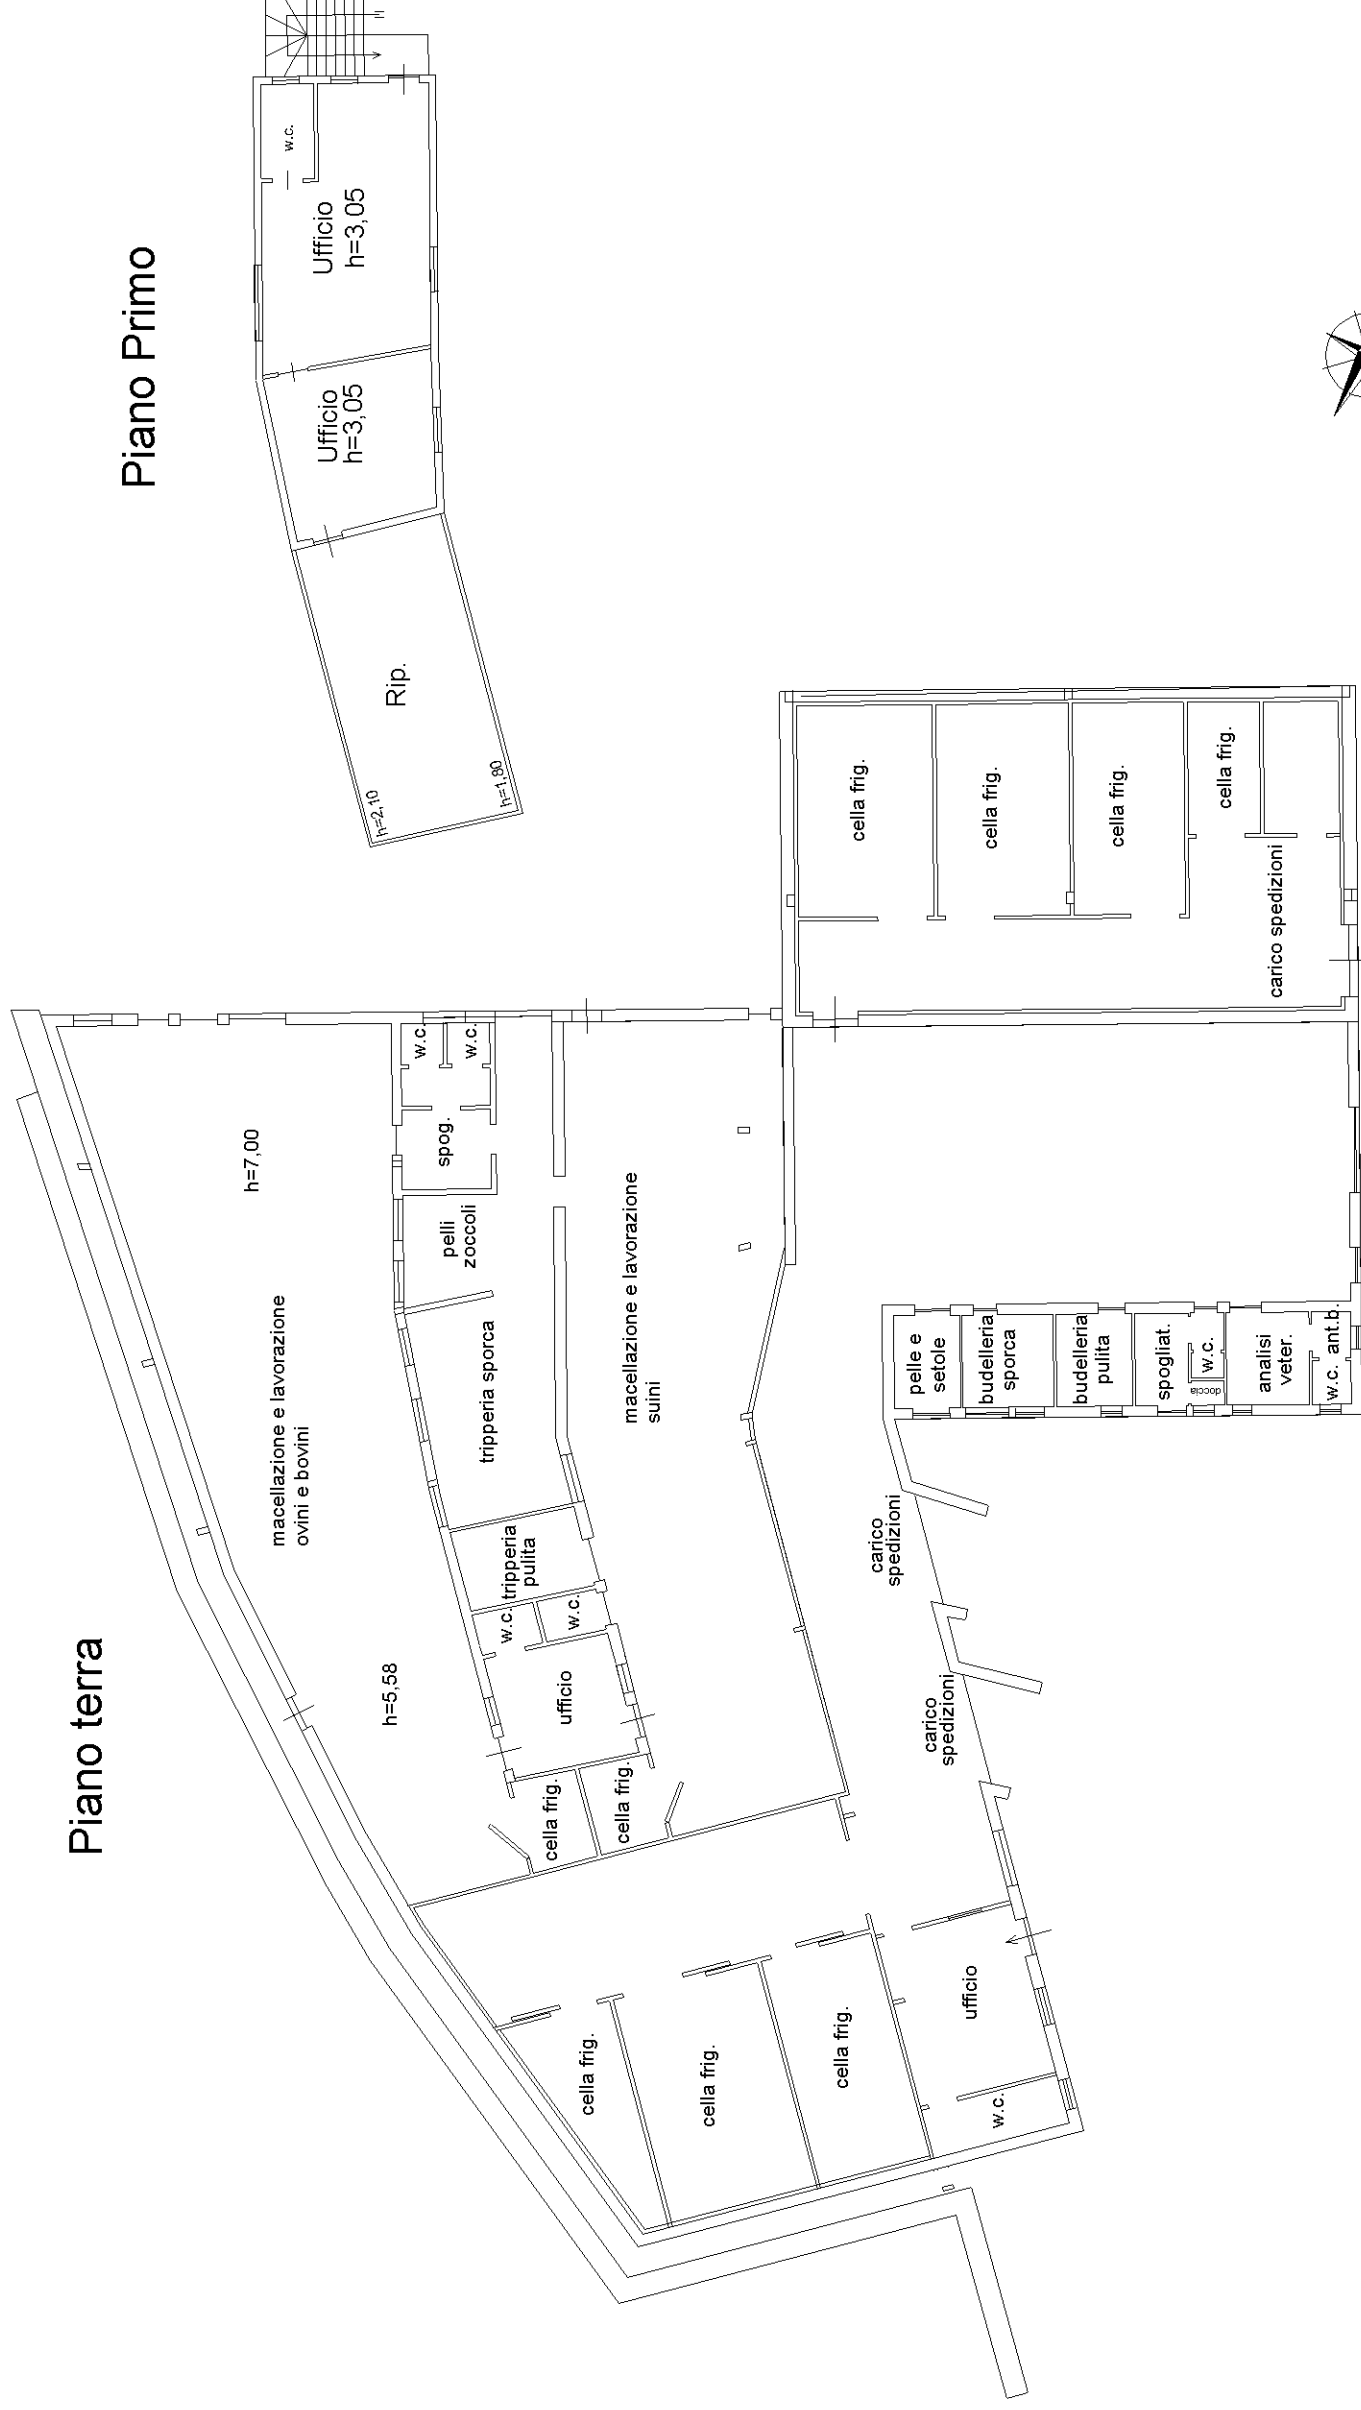 Piano Primo
w.c.
Ufficio
h=3,05
Ufficio
h=3,05
Rip.
h=2,10
h=1,80
Piano terra
h=7,00
macellazione e lavorazione
ovini e bovini
h=5,58
w.c.
w.c.
spog.
pelli
zoccoli
tripperia sporca
tripperia
pulita
w.c.
w.c.
ufficio
cella frig.
cella frig.
macellazione e lavorazione
suini
cella frig.
cella frig.
cella frig.
cella frig.
carico spedizioni
pelle e
setole
budelleria
sporca
budelleria
pulita
spogliat.
w.c.
doccia
analisi
veter.
w.c.
ant.b.
carico
spedizioni
carico
spedizioni
cella frig.
cella frig.
cella frig.
ufficio
w.c.